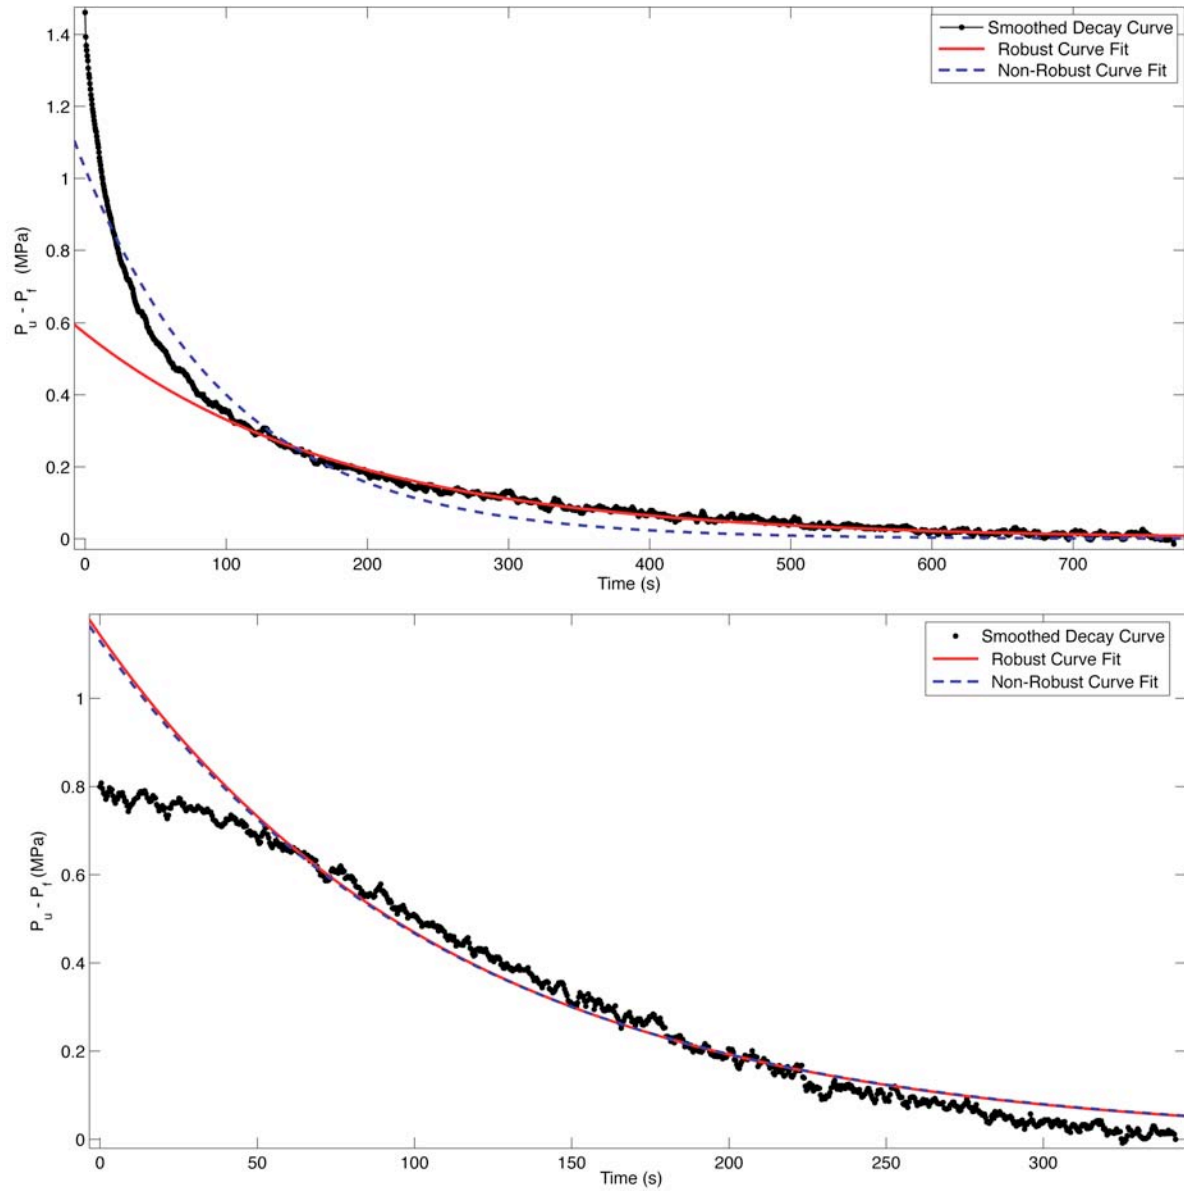 1.4
1.2
1
0.8
0.6
0.4
0.2
0
P_u - P_f (MPa)
Smoothed Decay Curve
Robust Curve Fit
Non-Robust Curve Fit
0 100 200 300 400 500 600 700
Time (s)
1
0.8
0.6
0.4
0.2
0
P_u - P_f (MPa)
Smoothed Decay Curve
Robust Curve Fit
Non-Robust Curve Fit
0 50 100 150 200 250 300
Time (s)